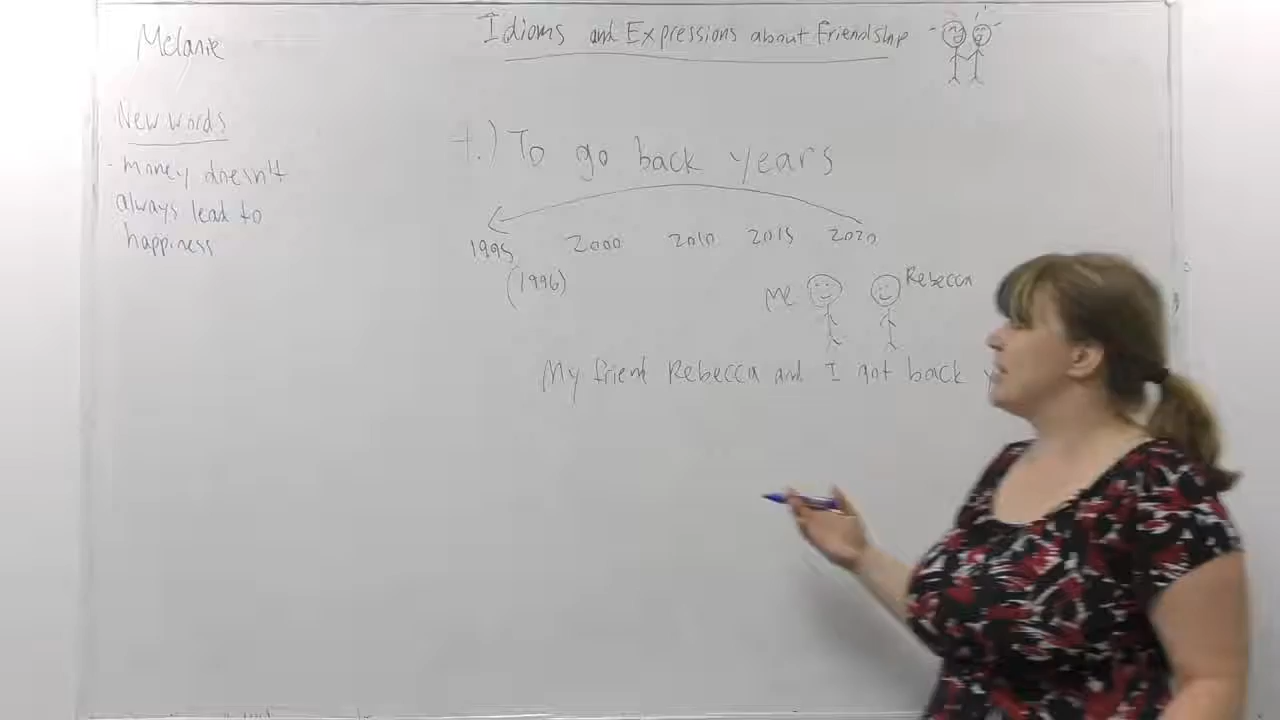 Melanie
Idioms and Expressions about Friendship
New words
- money doesn't
always lead to
happiness
4.) To go back years
1995 2000 2010 2015 2020
(1996)
Me Rebecca
My friend Rebecca and I got back